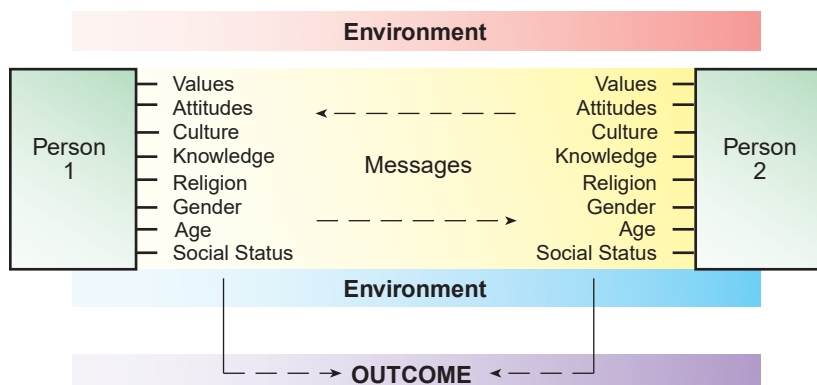 Environment
Person
1
Values
Attitudes
Culture
Knowledge
Religion
Gender
Age
Social Status
Messages
Values
Attitudes
Culture
Knowledge
Religion
Gender
Age
Social Status
Person
2
Environment
OUTCOME